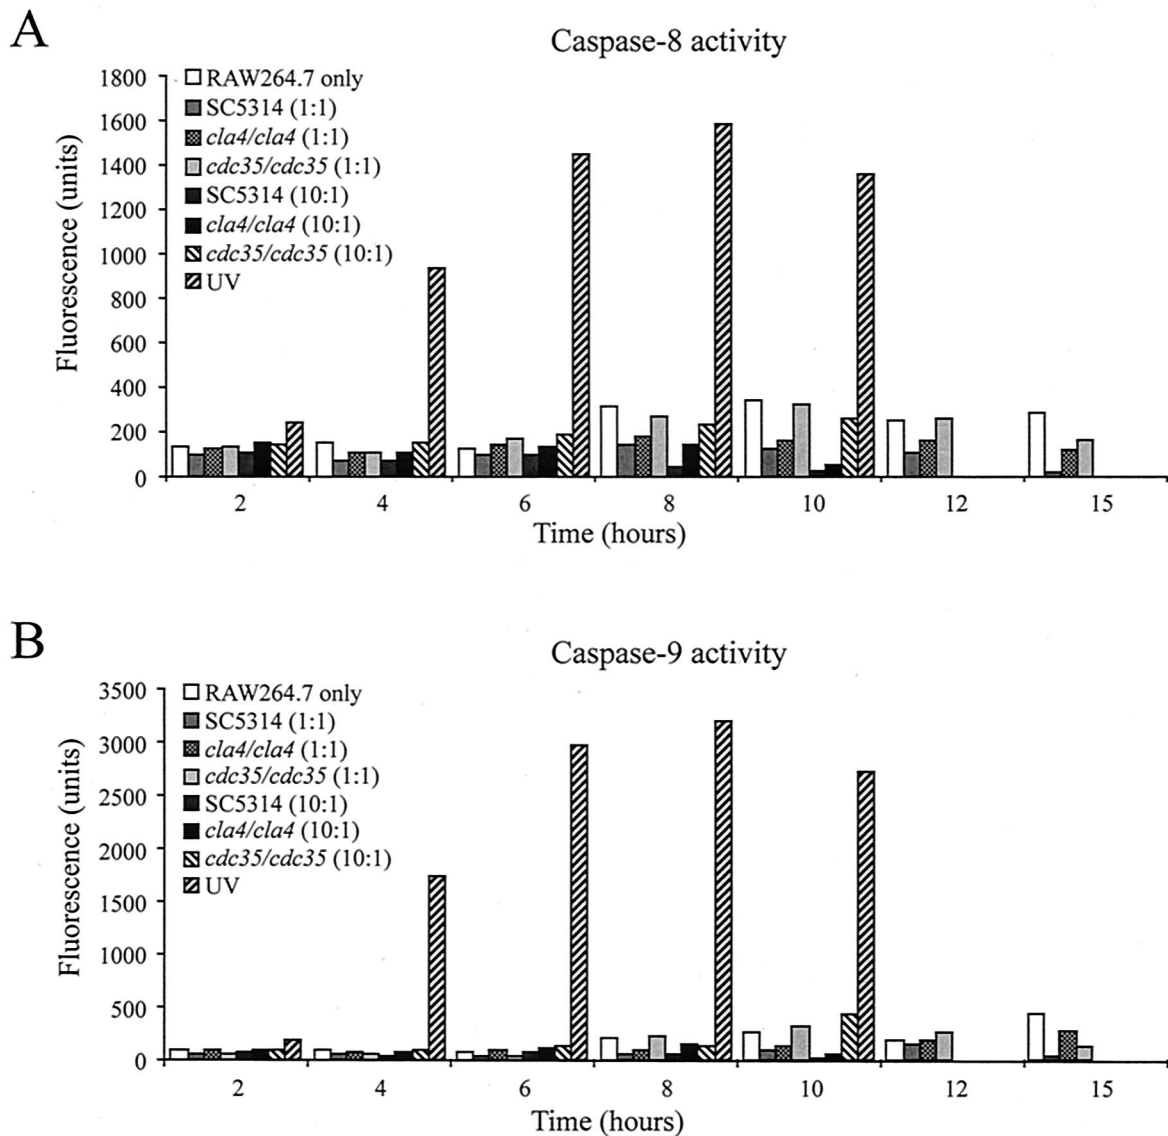 A
Caspase-8 activity
1800
1600
1400
1200
1000
800
600
400
200
0
Fluorescence (units)
RAW264.7 only
SC5314 (1:1)
cla4/cla4 (1:1)
cdc35/cdc35 (1:1)
SC5314 (10:1)
cla4/cla4 (10:1)
cdc35/cdc35 (10:1)
UV
2 4 6 8 10 12 15
Time (hours)
B
Caspase-9 activity
3500
3000
2500
2000
1500
1000
500
0
Fluorescence (units)
RAW264.7 only
SC5314 (1:1)
cla4/cla4 (1:1)
cdc35/cdc35 (1:1)
SC5314 (10:1)
cla4/cla4 (10:1)
cdc35/cdc35 (10:1)
UV
2 4 6 8 10 12 15
Time (hours)